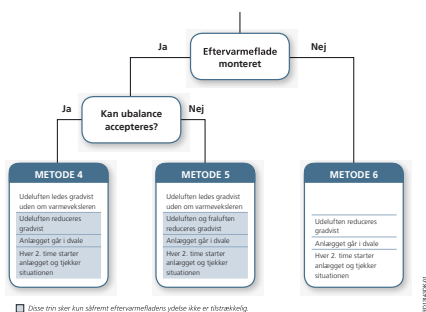 Ja
Eftervarmeflade
monteret
Nej
Ja
Kan ubalance
accepteres?
Nej
METODE 4
Udeluften ledes gradvist
uden om varmeveksleren
Udeluften reduceres
gradvist
Anlægget går i dvale
Hver 2. time starter
anlægget og tjekker
situationen
METODE 5
Udeluften ledes gradvist
uden om varmeveksleren
Udeluften og fraluften
reduceres gradvist
Anlægget går i dvale
Hver 2. time starter
anlægget og tjekker
situationen
METODE 6
Udeluften reduceres
gradvist
Anlægget går i dvale
Hver 2. time starter
anlægget og tjekker
situationen
Disse trin sker kun såfremt eftervarmefladens ydelse ikke er tilstrækkelig.